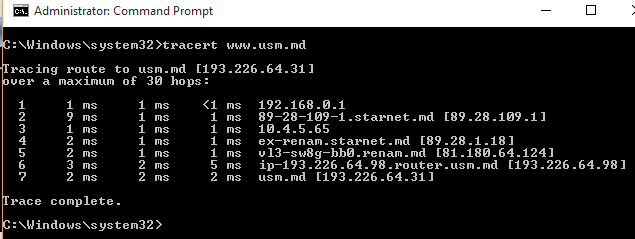 Administrator: Command Prompt
C:\Windows\system32>tracert www.usm.md
Tracing route to usm.md [193.226.64.31]
over a maximum of 30 hops:
1 1 ms 1 ms <1 ms 192.168.0.1
2 9 ms 1 ms 1 ms 89-28-109-1.starnet.md [89.28.109.1]
3 1 ms 1 ms 1 ms 10.4.5.65
4 2 ms 1 ms 1 ms ex-renam.starnet.md [89.28.1.18]
5 2 ms 1 ms 1 ms vl3-sw8g-bb0.renam.md [81.180.64.124]
6 3 ms 2 ms 5 ms ip-193.226.64.98.router.usm.md [193.226.64.98]
7 2 ms 2 ms 2 ms usm.md [193.226.64.31]
Trace complete.
C:\Windows\system32>